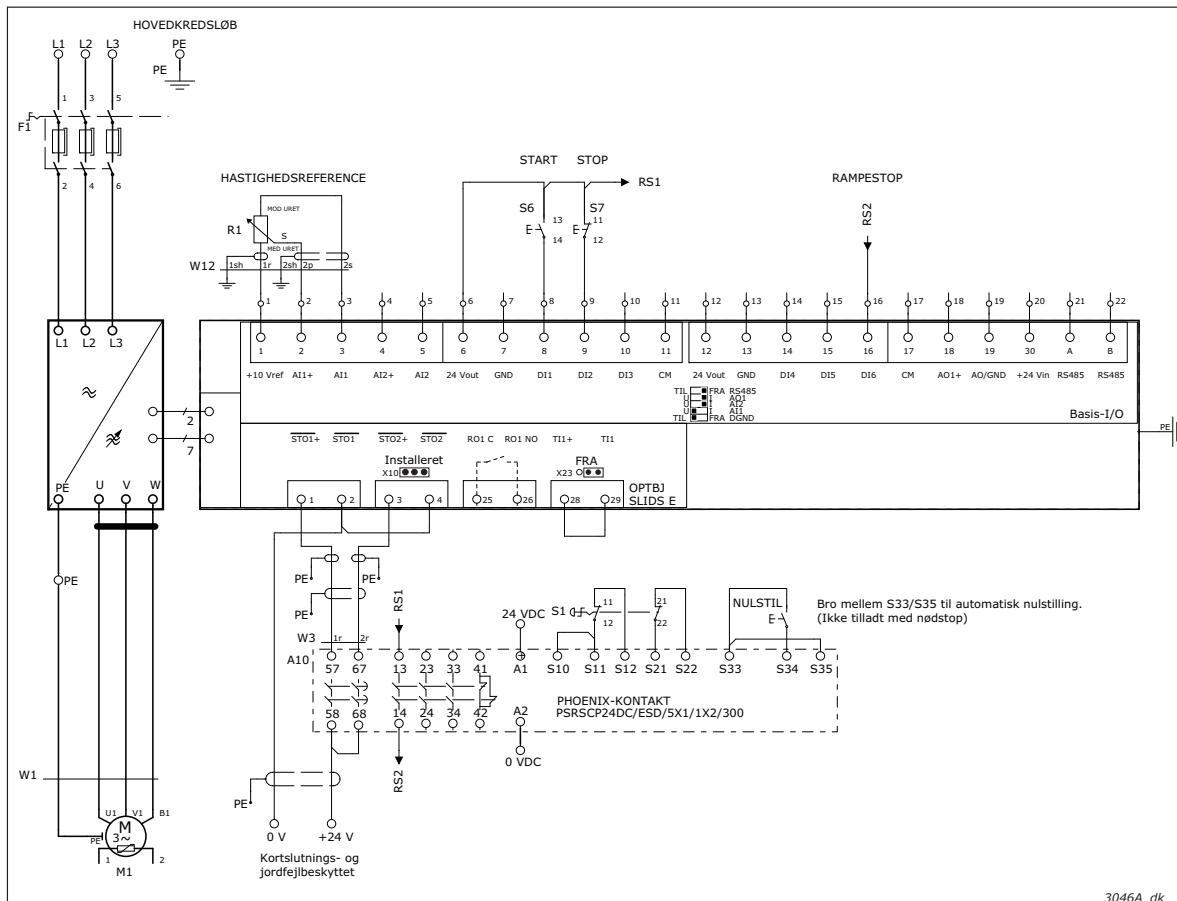 HOVEDKREDSLØB
L1 L2 L3 PE
PE
1 3 5
F1
2 4 6
START STOP
RS1
HASTIGHEDSREFERENCE
RAMPESTOP
MOD URET
S6 13 14
S7 11 12
RS2
R1 S
MED URET
W12 1sh 1r 2sh 2p 2s
1 2 3 4 5 6 7 8 9 10 11 12 13 14 15 16 17 18 19 20 21 22
L1 L2 L3
1 2 3 4 5 6 7 8 9 10 11 12 13 14 15 16 17 18 19 30 A B
+10 Vref AI1+ AI1 AI2+ AI2 24 Vout GND DI1 DI2 DI3 CM 24 Vout GND DI4 DI5 DI6 CM AO1+ AO/GND +24 Vin RS485 RS485
TIL FRA RS485
U I AO1
U I AI2
U I AI1
TIL FRA DGND
Basis-I/O
2
7
PE
STO1+ STO1 STO2+ STO2 RO1 C RO1 NO TI1+ TI1
Installeret
X10
FRA
X23
OPTBJ
SLIDS E
PE U V W
1 2 3 4 25 26 28 29
PE
PE PE
PE
RS1
24 VDC
S1 11 12 21 22
NULSTIL
Bro mellem S33/S35 til automatisk nulstilling.
(Ikke tilladt med nødstop)
W3 1r 2r
A10
57 67 13 23 33 41 A1 S10 S11 S12 S21 S22 S33 S34 S35
PHOENIX-KONTAKT
PSRSCP24DC/ESD/5X1/1X2/300
58 68 14 24 34 42 A2
RS2
0 VDC
W1
PE
U1 V1 B1
M
3~
PE
1 2
M1
0 V +24 V
Kortslutnings- og
jordfejlbeskyttet
3046A_dk